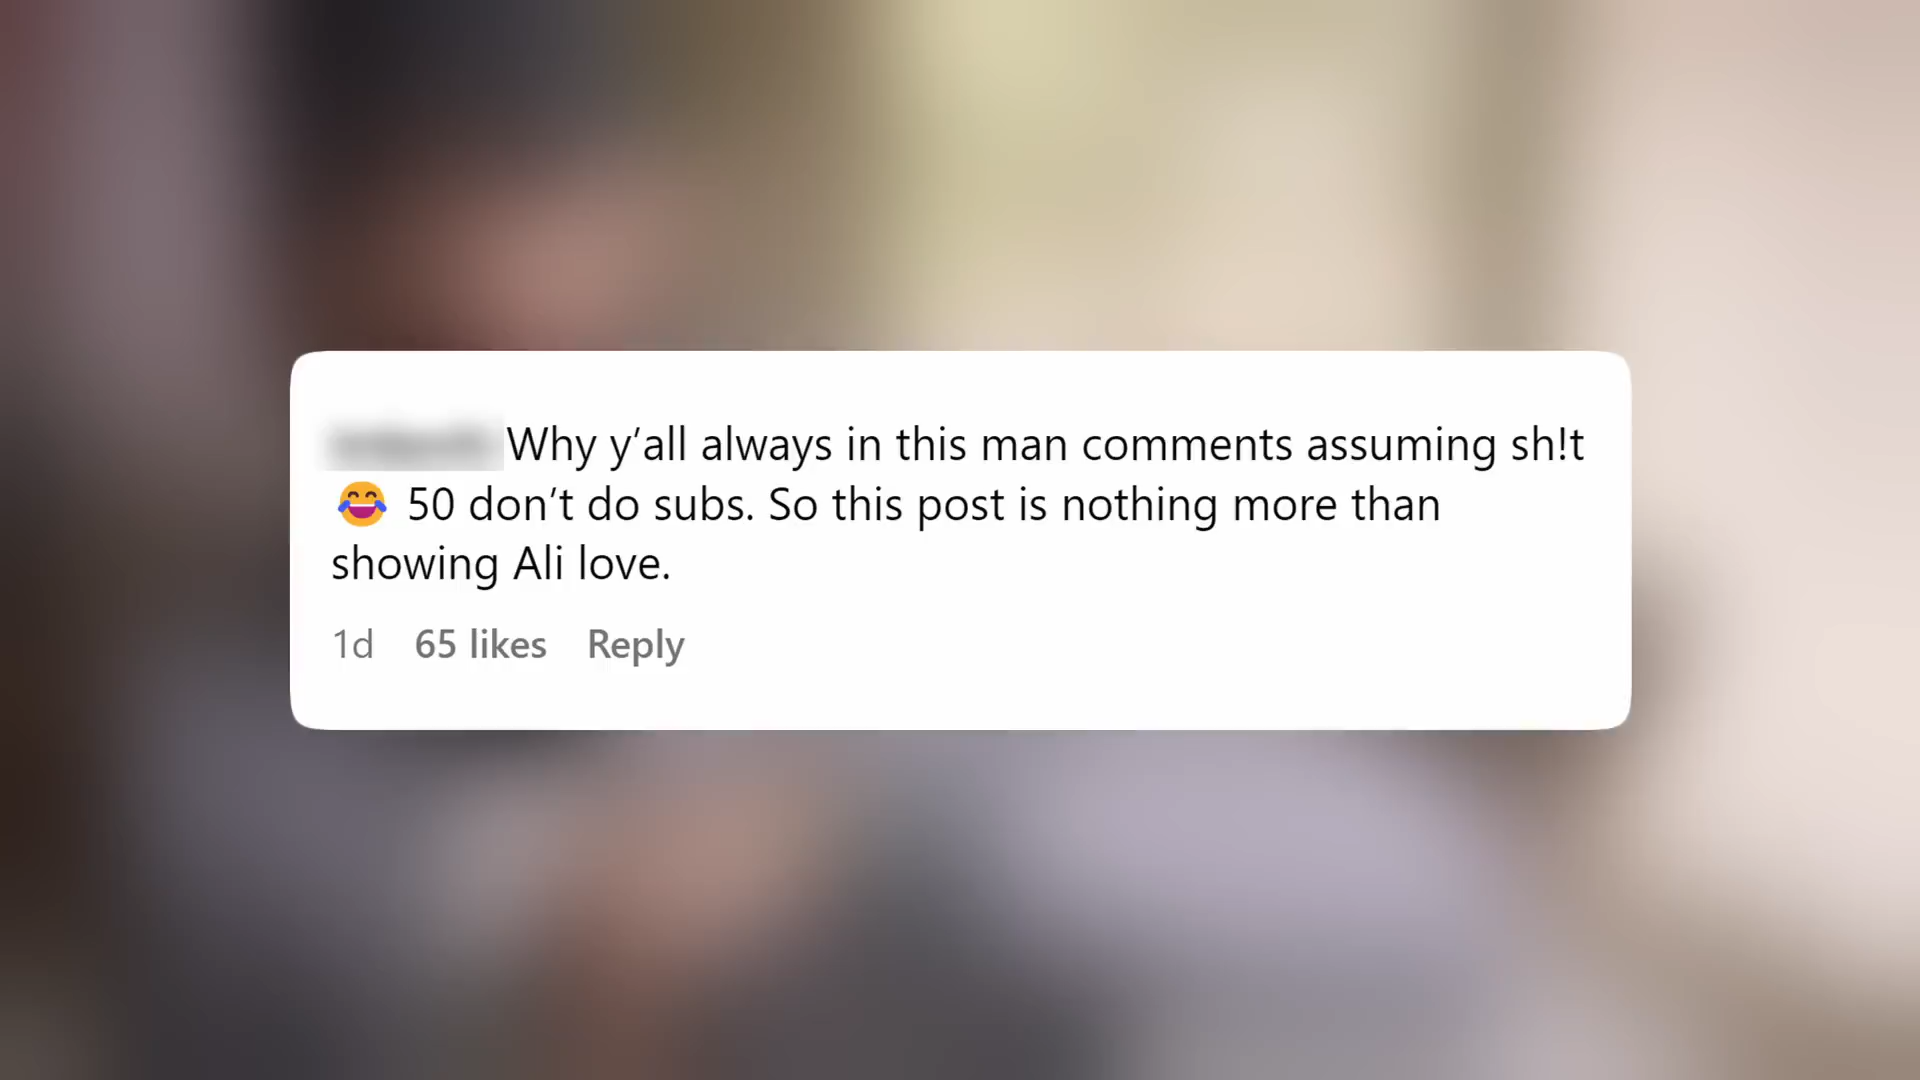 Why y’all always in this man comments assuming sh!t
😂 50 don’t do subs. So this post is nothing more than
showing Ali love.
1d 65 likes Reply